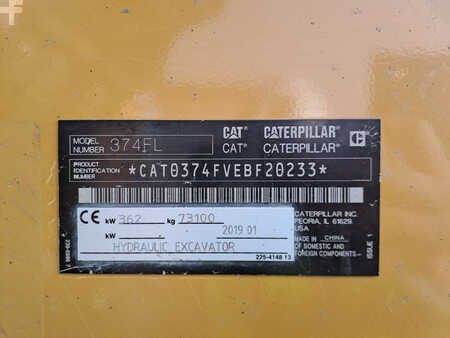 MODEL NUMBER 374FL
CAT CATERPILLAR
CAT® CATERPILLAR®
PRODUCT IDENTIFICATION NUMBER *CAT0374FVEBF20233*
CE kW 362 kg 73100
kW - 2019 01
HYDRAULIC EXCAVATOR
225-4148 13
CATERPILLAR INC.
PEORIA, IL 61629
MADE IN CHINA
OF DOMESTIC AND
FOREIGN COMPONENTS
ISSUE 1